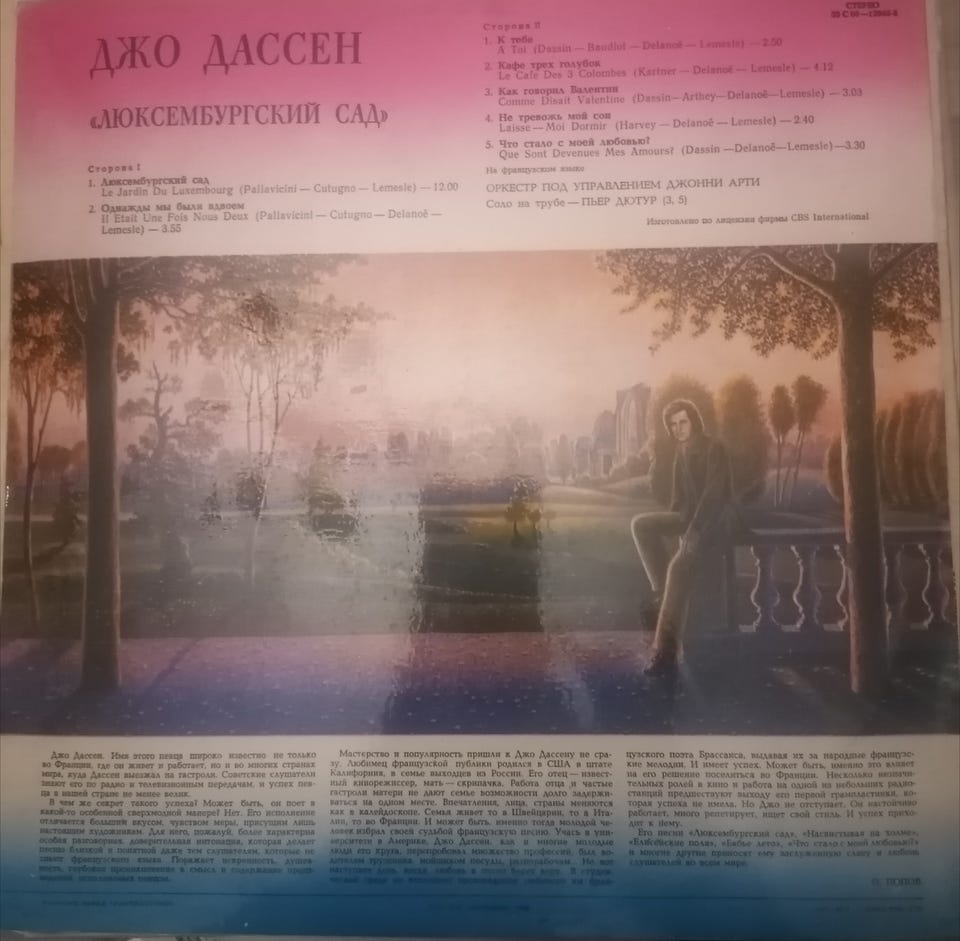 СТЕРЕО
ДЖО ДАССЕН
«ЛЮКСЕМБУРГСКИЙ САД»
Сторона I
1. Люксембургский сад
Le Jardin Du Luxembourg (Pallavicini — Cutugno — Lemesle) — 12.00
2. Однажды мы были вдвоем
Il Etait Une Fois Nous Deux (Pallavicini — Cutugno — Delanoë —
Lemesle) — 3.55
Сторона II
1. К тебе
A Toi (Dassin — Baudlot — Delanoë — Lemesle) — 2.50
2. Кафе трех голубок
Le Cafe Des 3 Colombes (Kartner — Delanoë — Lemesle) — 4.12
3. Как говорил Валентин
Comme Disait Valentine (Dassin — Arthey — Delanoë — Lemesle) — 3.03
4. Не тревожь мой сон
Laisse — Moi Dormir (Harvey — Delanoë — Lemesle) — 2.40
5. Что стало с моей любовью?
Que Sont Devenues Mes Amours? (Dassin — Delanoë — Lemesle) — 3.30
На французском языке
ОРКЕСТР ПОД УПРАВЛЕНИЕМ ДЖОННИ АРТИ
Соло на трубе — ПЬЕР ДЮТУР (3, 5)
Изготовлено по лицензии фирмы CBS International
Джо Дассен. Имя этого певца широко известно не только
во Франции, где он живет и работает, но и во многих странах
мира, куда Дассен выезжал на гастроли. Советские слушатели
знают его по радио и телевизионным передачам, и успех пев-
ца в нашей стране не менее велик.
В чем же секрет такого успеха? Может быть, он поет в
какой-то особенной сверхмодной манере? Нет. Его исполнение
отличается большим вкусом, чувством меры, присущим лишь
настоящим художникам. Для него, пожалуй, более характерна
особая разговорная, доверительная интонация, которая делает
песню близкой и понятной даже тем слушателям, которые не
знают французского языка. Поражает искренность, душев-
ность, глубокое проникновение в смысл и содержание
Мастерство и популярность пришли к Джо Дассену не сра-
зу. Любимец французской публики родился в США в штате
Калифорния, в семье выходцев из России. Его отец — извест-
ный кинорежиссер, мать — скрипачка. Работа отца и частые
гастроли матери не дают семье возможности долго задержи-
ваться на одном месте. Впечатления, лица, страны меняются
как в калейдоскопе. Семья живет то в Швейцарии, то в Ита-
лии, то во Франции. И может быть, именно тогда молодой че-
ловек избрал своей судьбой французскую песню. Учась в уни-
верситете в Америке, Джо Дассен, как и многие молодые
люди его круга, перепробовал множество профессий, был во-
дителем грузовика, мойщиком посуды,
цузского поэта Брассанса, выдавая их за народные французс-
кие мелодии. И имеет успех. Может быть, именно это влияет
на его решение поселиться во Франции. Несколько незначи-
тельных ролей в кино и работа на одной из небольших радио-
станций предшествуют выходу его первой грампластинки, ко-
торая успеха не имела. Но Джо не отступает. Он настойчиво
работает, много репетирует, ищет свой стиль. И успех прихо-
дит к нему.
Его песни «Люксембургский сад», «Насвистывая на холме»,
«Елисейские поля», «Бабье лето», «Что стало с моей любовью?»
и многие другие приносят ему заслуженную славу и любовь
слушателей во всем мире.
ПОПОВ